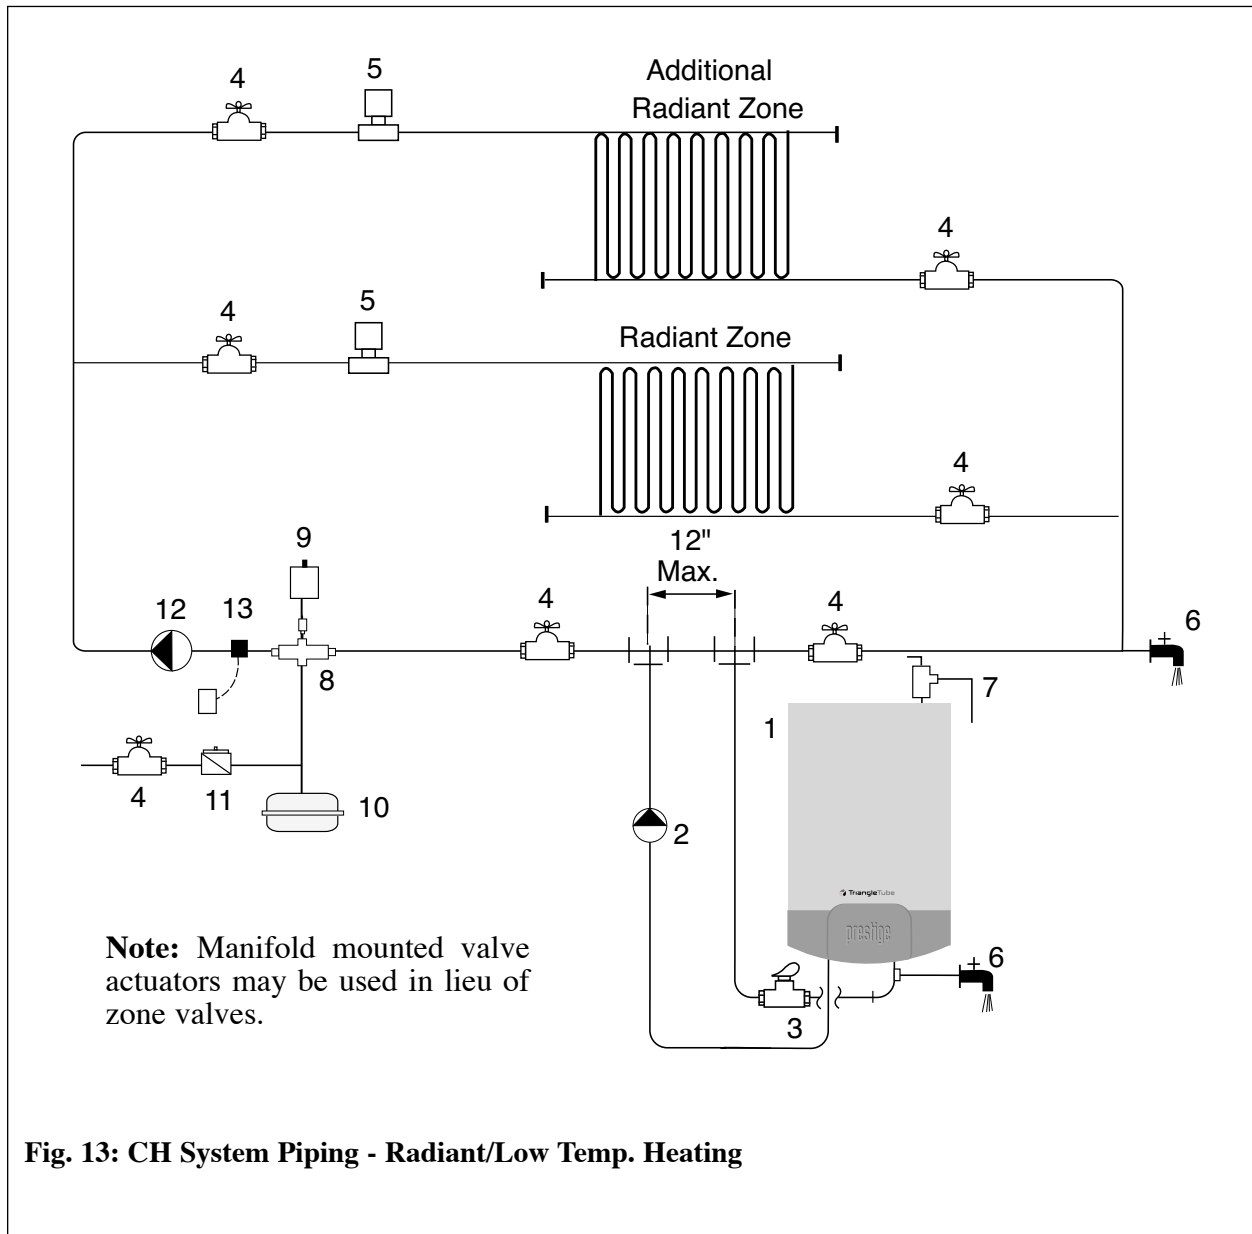 4
5
Additional
Radiant Zone
4
5
4
Radiant Zone
4
12"
Max.
9
4
4
12
13
6
8
7
1
4
11
10
2
TriangleTube
prestige
6
3
Note: Manifold mounted valve
actuators may be used in lieu of
zone valves.
Fig. 13: CH System Piping - Radiant/Low Temp. Heating